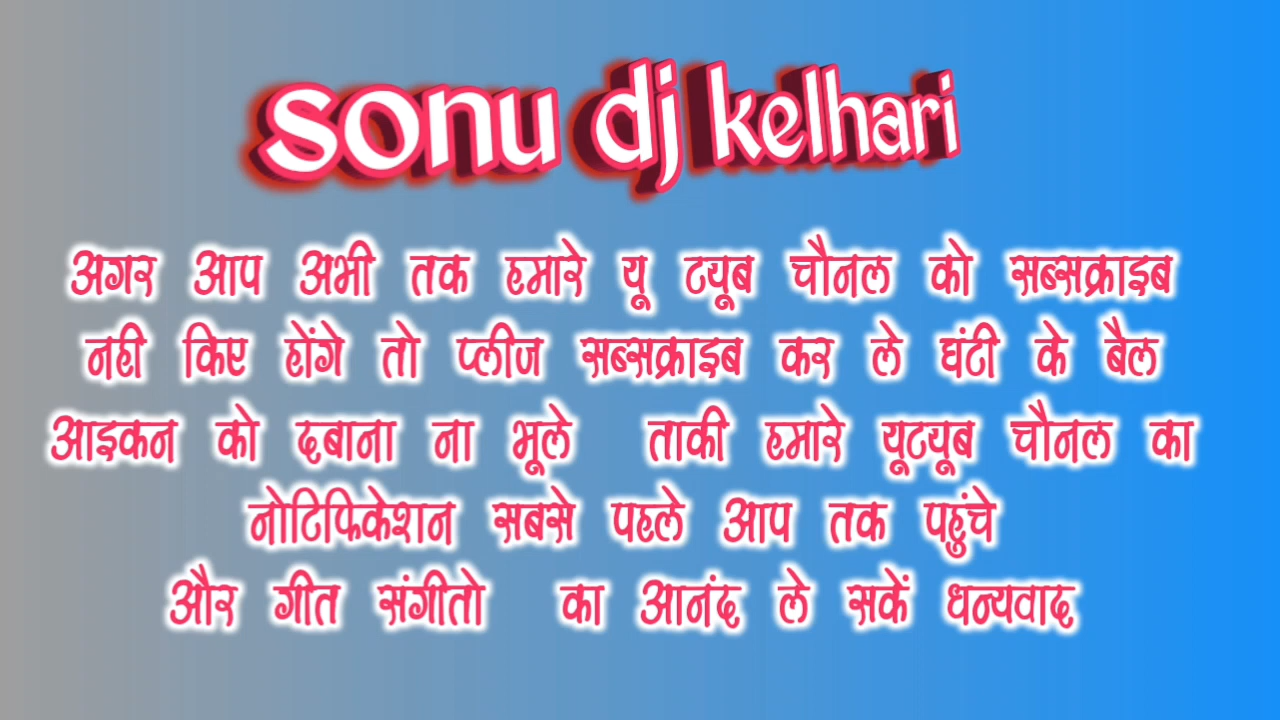 sonu dj kelhari
अगर आप अभी तक हमारे यू ट्यूब चौनल को सब्सक्राइब
नही किए होंगे तो प्लीज सब्सक्राइब कर ले घंटी के बैल
आइकन को दबाना ना भूले ताकी हमारे यूट्यूब चौनल का
नोटिफिकेशन सबसे पहले आप तक पहुंचे
और गीत संगीतो का आनंद ले सकें धन्यवाद